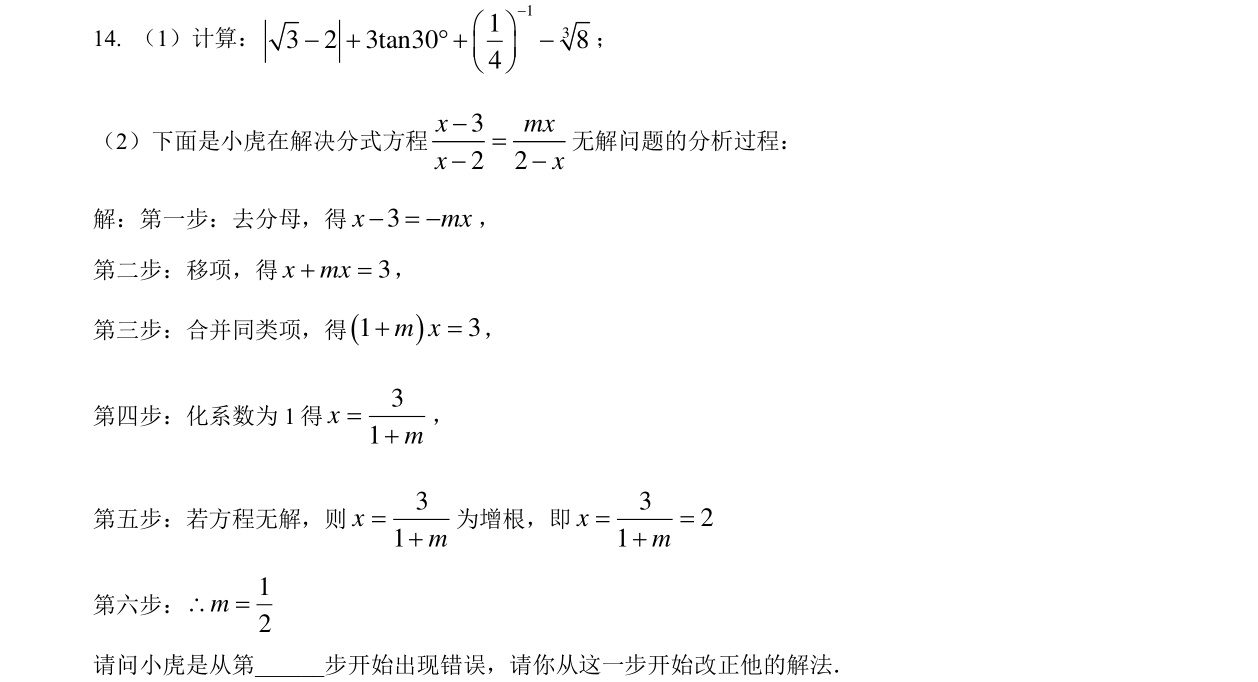 14. （1）计算：|√3−2|+3tan30°+(1/4)⁻¹−∛8；
（2）下面是小虎在解决分式方程(x−3)/(x−2)=mx/(2−x)无解问题的分析过程：
解：第一步：去分母，得x−3=−mx，
第二步：移项，得x+mx=3，
第三步：合并同类项，得(1+m)x=3，
第四步：化系数为1得x=3/(1+m)，
第五步：若方程无解，则x=3/(1+m)为增根，即x=3/(1+m)=2
第六步：∴m=1/2
请问小虎是从第______步开始出现错误，请你从这一步开始改正他的解法．